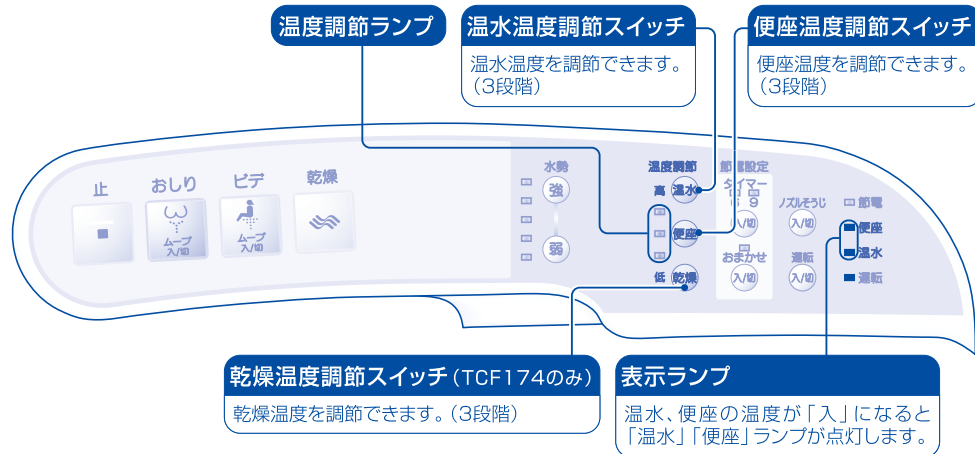 温度調節ランプ
温水温度調節スイッチ
温水温度を調節できます。
（3段階）
便座温度調節スイッチ
便座温度を調節できます。
（3段階）
止
おしり
ムーブ
入/切
ビデ
ムーブ
入/切
乾燥
水勢
強
弱
温度調節
高
温水
便座
低
乾燥
節電設定
タイマー
6 9
入/切
おまかせ
入/切
ノズルそうじ
入/切
運転
入/切
節電
便座
温水
運転
乾燥温度調節スイッチ（TCF174のみ）
乾燥温度を調節できます。（3段階）
表示ランプ
温水、便座の温度が「入」になると
「温水」「便座」ランプが点灯します。